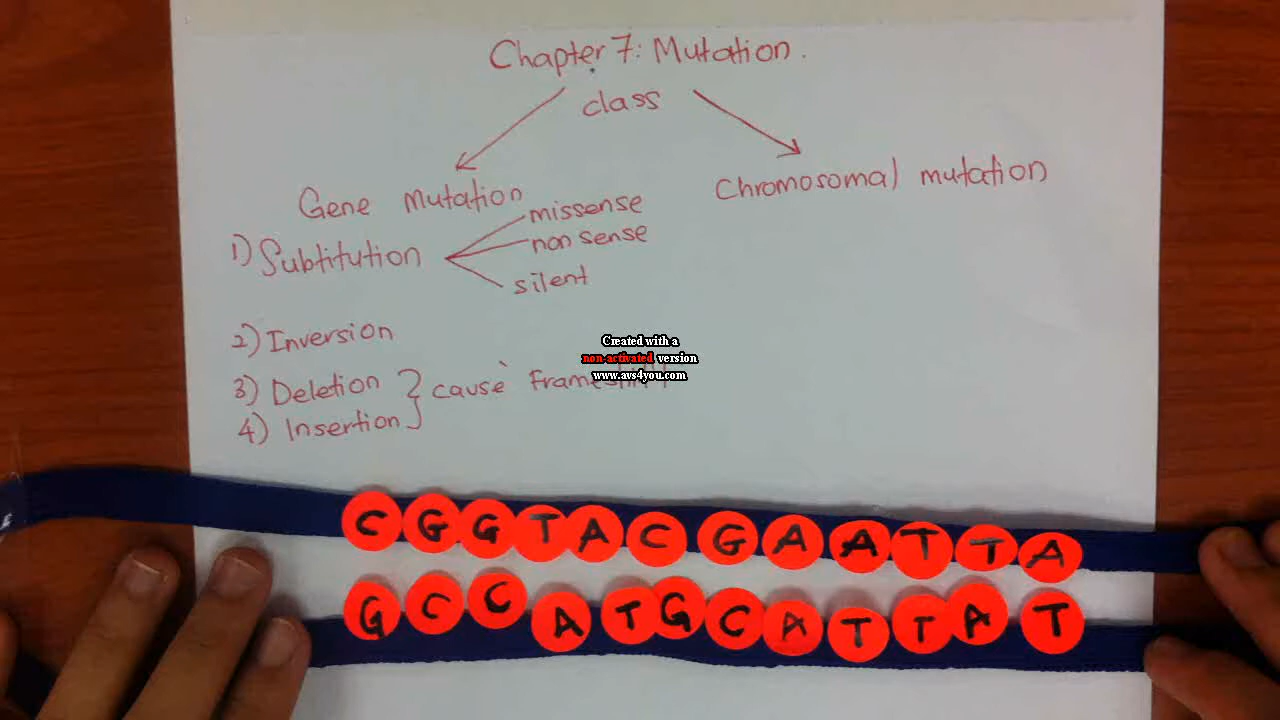 Chapter 7: Mutation.
class
Gene Mutation
Chromosomal mutation
1) Subtitution
missense
non sense
silent
2) Inversion
3) Deletion
4) Insertion
cause frameshift
Created with a
non-activated version
www.avs4you.com
C G G T A C G A A T T A
G C C A T G C A T T A T